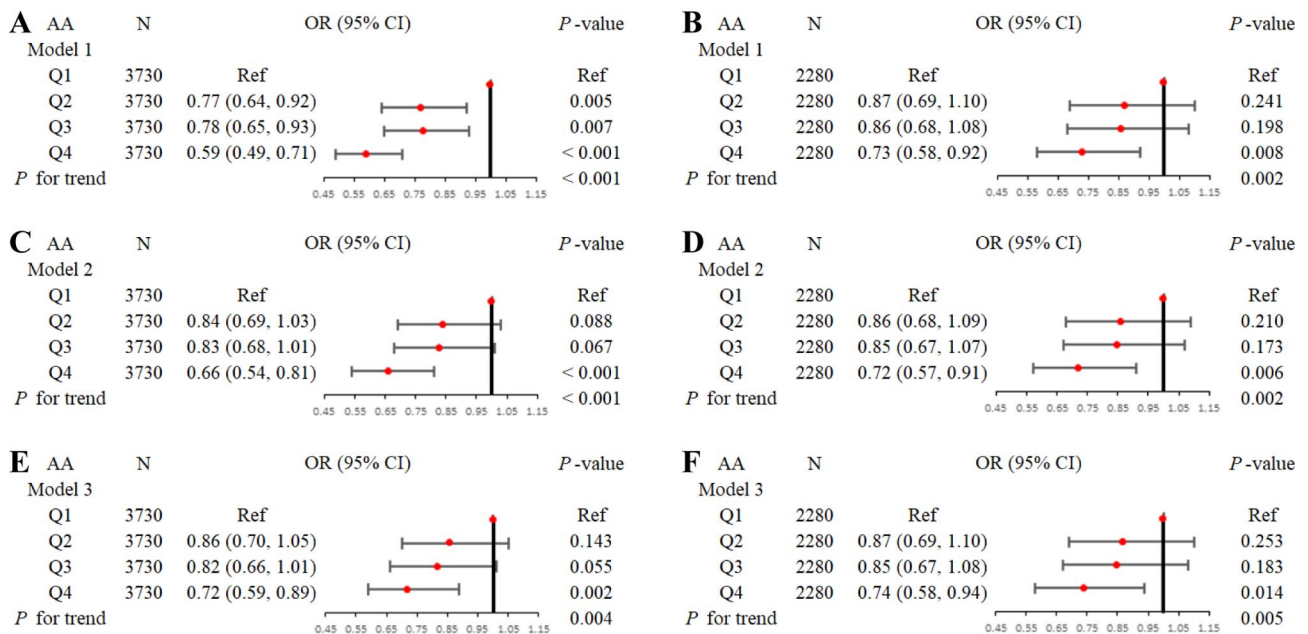 A AA N OR (95% CI) P-value
Model 1
Q1 3730 Ref Ref
Q2 3730 0.77 (0.64, 0.92) 0.005
Q3 3730 0.78 (0.65, 0.93) 0.007
Q4 3730 0.59 (0.49, 0.71) < 0.001
P for trend < 0.001
0.45 0.55 0.65 0.75 0.85 0.95 1.05 1.15
B AA N OR (95% CI) P-value
Model 1
Q1 2280 Ref Ref
Q2 2280 0.87 (0.69, 1.10) 0.241
Q3 2280 0.86 (0.68, 1.08) 0.198
Q4 2280 0.73 (0.58, 0.92) 0.008
P for trend 0.002
0.45 0.55 0.65 0.75 0.85 0.95 1.05 1.15
C AA N OR (95% CI) P-value
Model 2
Q1 3730 Ref Ref
Q2 3730 0.84 (0.69, 1.03) 0.088
Q3 3730 0.83 (0.68, 1.01) 0.067
Q4 3730 0.66 (0.54, 0.81) < 0.001
P for trend < 0.001
0.45 0.55 0.65 0.75 0.85 0.95 1.05 1.15
D AA N OR (95% CI) P-value
Model 2
Q1 2280 Ref Ref
Q2 2280 0.86 (0.68, 1.09) 0.210
Q3 2280 0.85 (0.67, 1.07) 0.173
Q4 2280 0.72 (0.57, 0.91) 0.006
P for trend 0.002
0.45 0.55 0.65 0.75 0.85 0.95 1.05 1.15
E AA N OR (95% CI) P-value
Model 3
Q1 3730 Ref Ref
Q2 3730 0.86 (0.70, 1.05) 0.143
Q3 3730 0.82 (0.66, 1.01) 0.055
Q4 3730 0.72 (0.59, 0.89) 0.002
P for trend 0.004
0.45 0.55 0.65 0.75 0.85 0.95 1.05 1.15
F AA N OR (95% CI) P-value
Model 3
Q1 2280 Ref Ref
Q2 2280 0.87 (0.69, 1.10) 0.253
Q3 2280 0.85 (0.67, 1.08) 0.183
Q4 2280 0.74 (0.58, 0.94) 0.014
P for trend 0.005
0.45 0.55 0.65 0.75 0.85 0.95 1.05 1.15